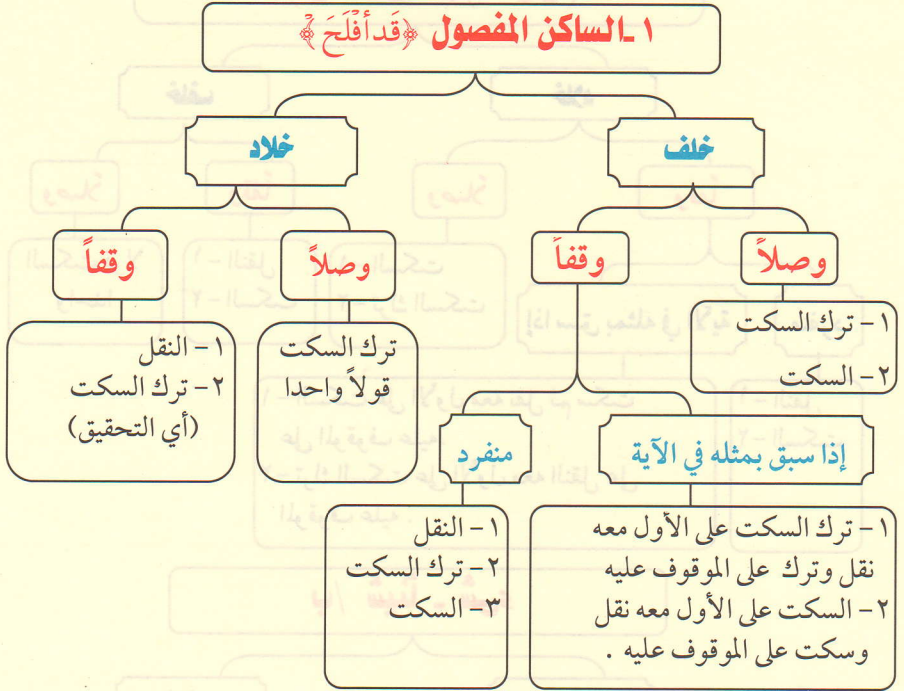 ١ ـ الساكن المفصول ﴿قَدْ أَفْلَحَ﴾
خلف
خلاد
وصلاً
وقفاً
وصلاً
وقفاً
١ – ترك السكت
٢ – السكت
ترك السكت
قولاً واحدا
١ – النقل
٢ – ترك السكت
(أي التحقيق)
إذا سبق بمثله في الآية
منفرد
١ – ترك السكت على الأول معه
نقل وترك على الموقوف عليه
٢ – السكت على الأول معه نقل
وسكت على الموقوف عليه .
١ – النقل
٢ – ترك السكت
٣ – السكت